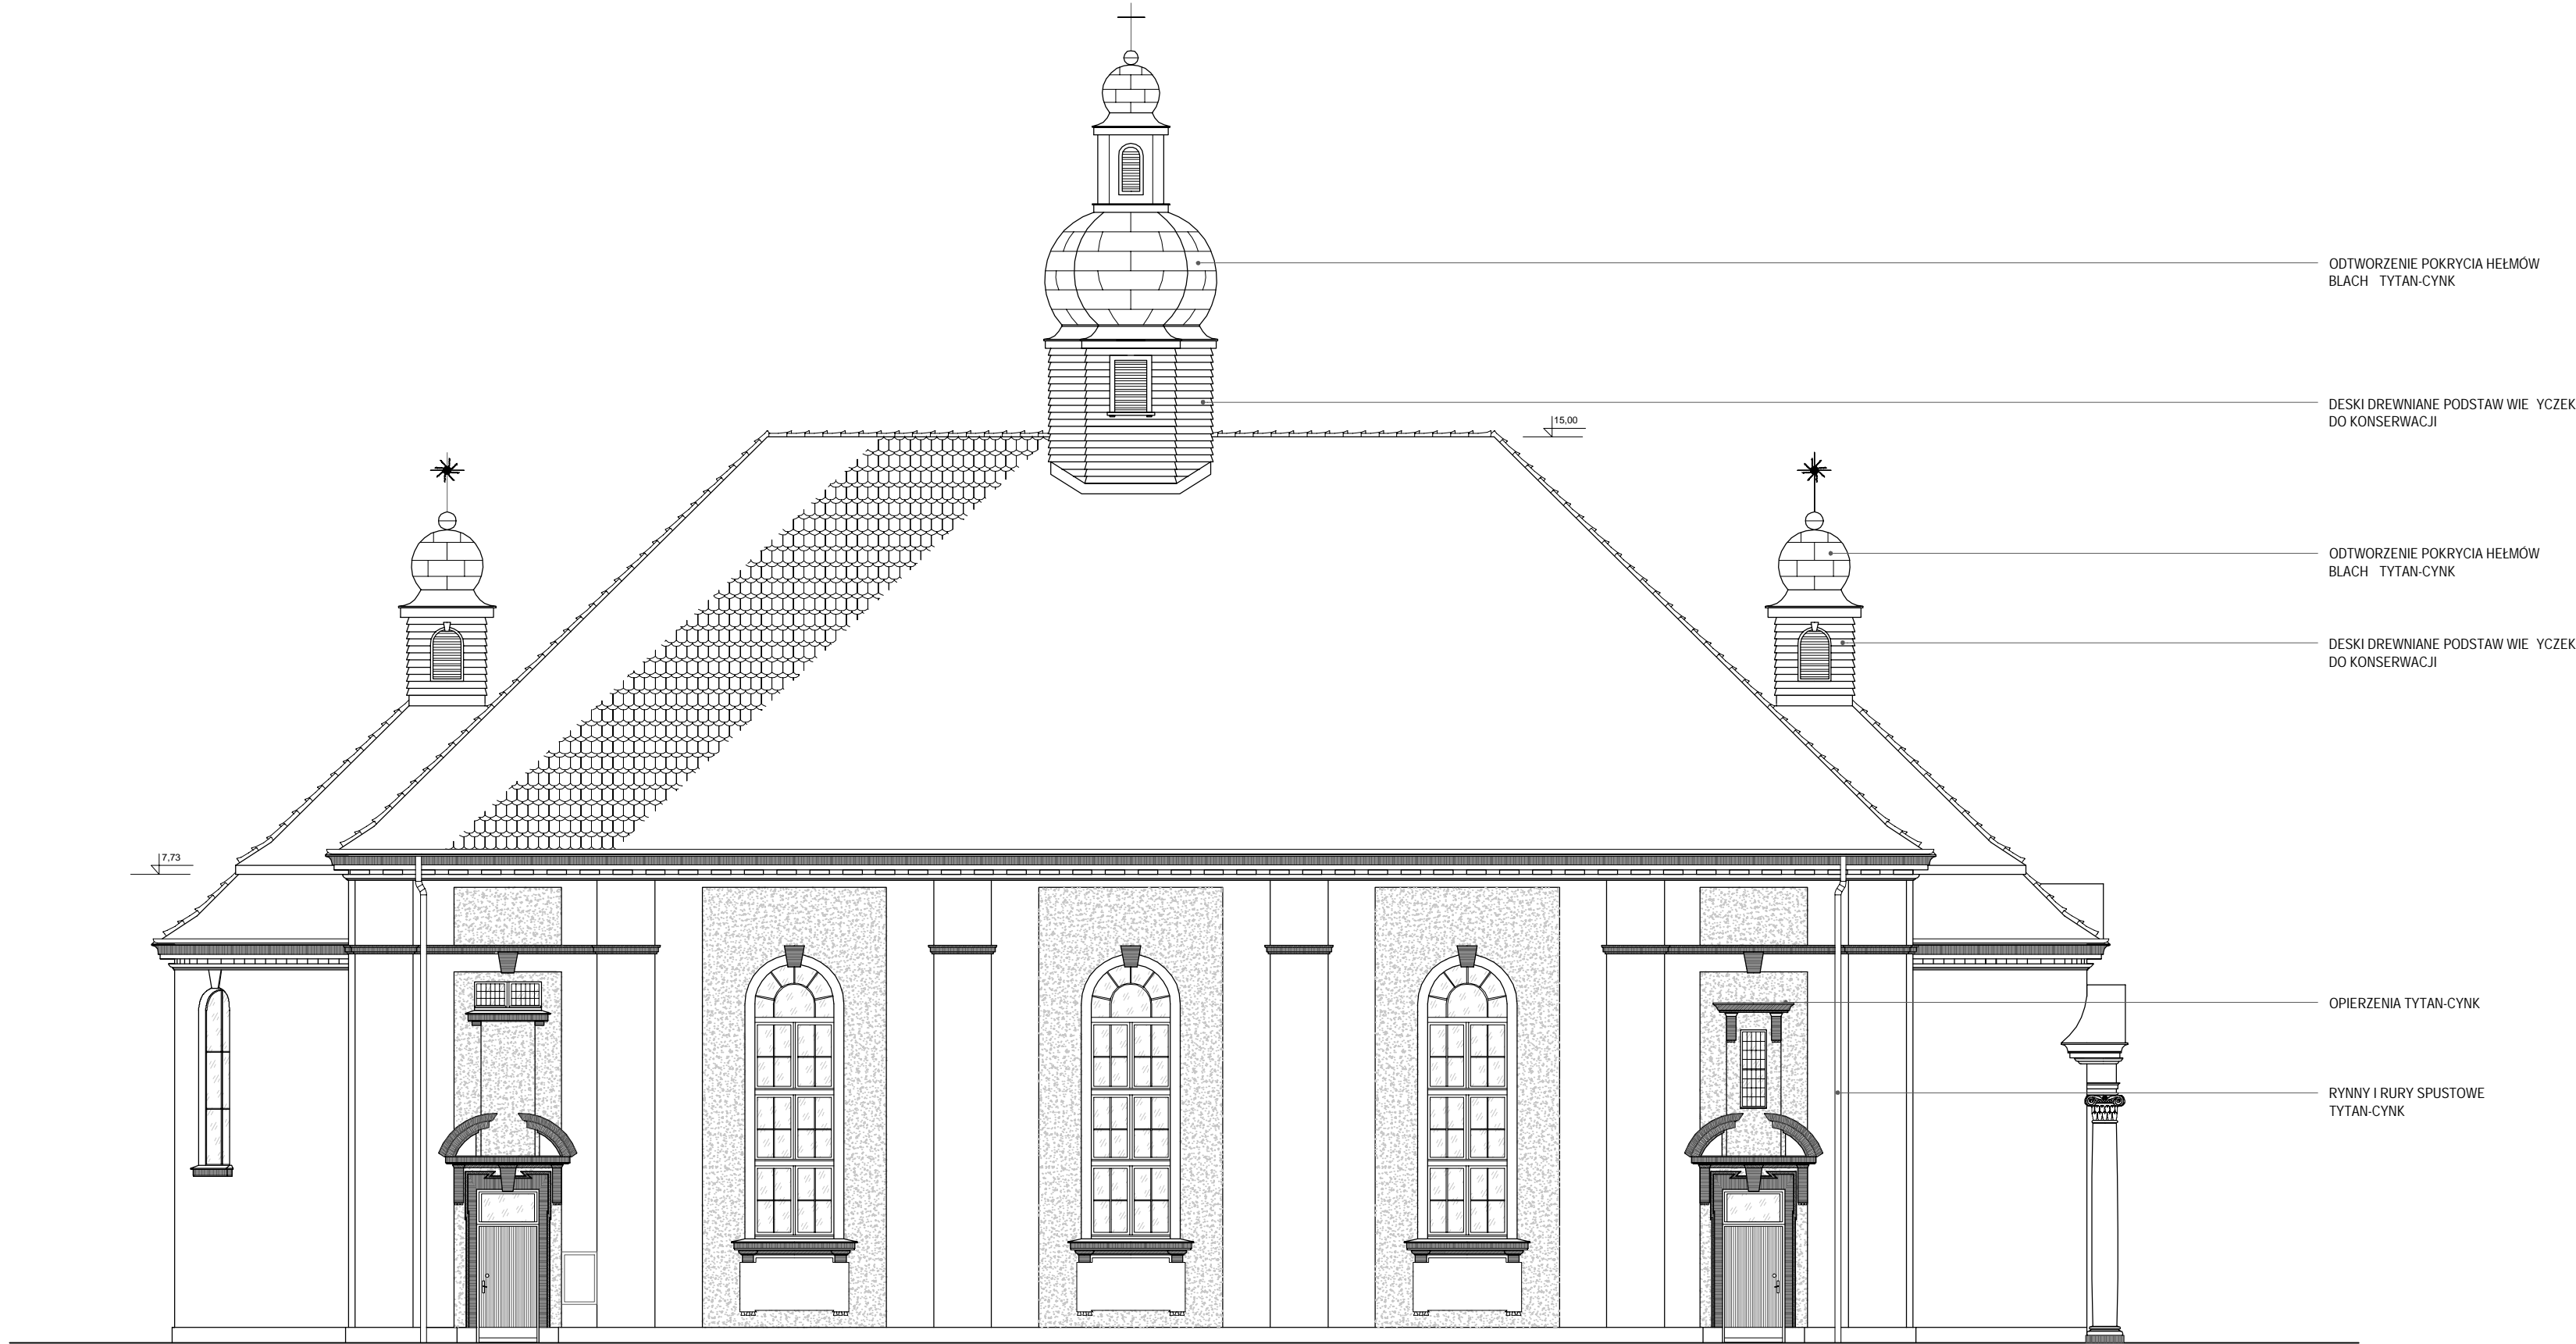 ODTWORZENIE POKRYCIA HEŁMÓW
BLACH TYTAN-CYNK
DESKI DREWNIANE PODSTAW WIE YCZEK
DO KONSERWACJI
15,00
ODTWORZENIE POKRYCIA HEŁMÓW
BLACH TYTAN-CYNK
DESKI DREWNIANE PODSTAW WIE YCZEK
DO KONSERWACJI
7,73
OPIERZENIA TYTAN-CYNK
RYNNY I RURY SPUSTOWE
TYTAN-CYNK